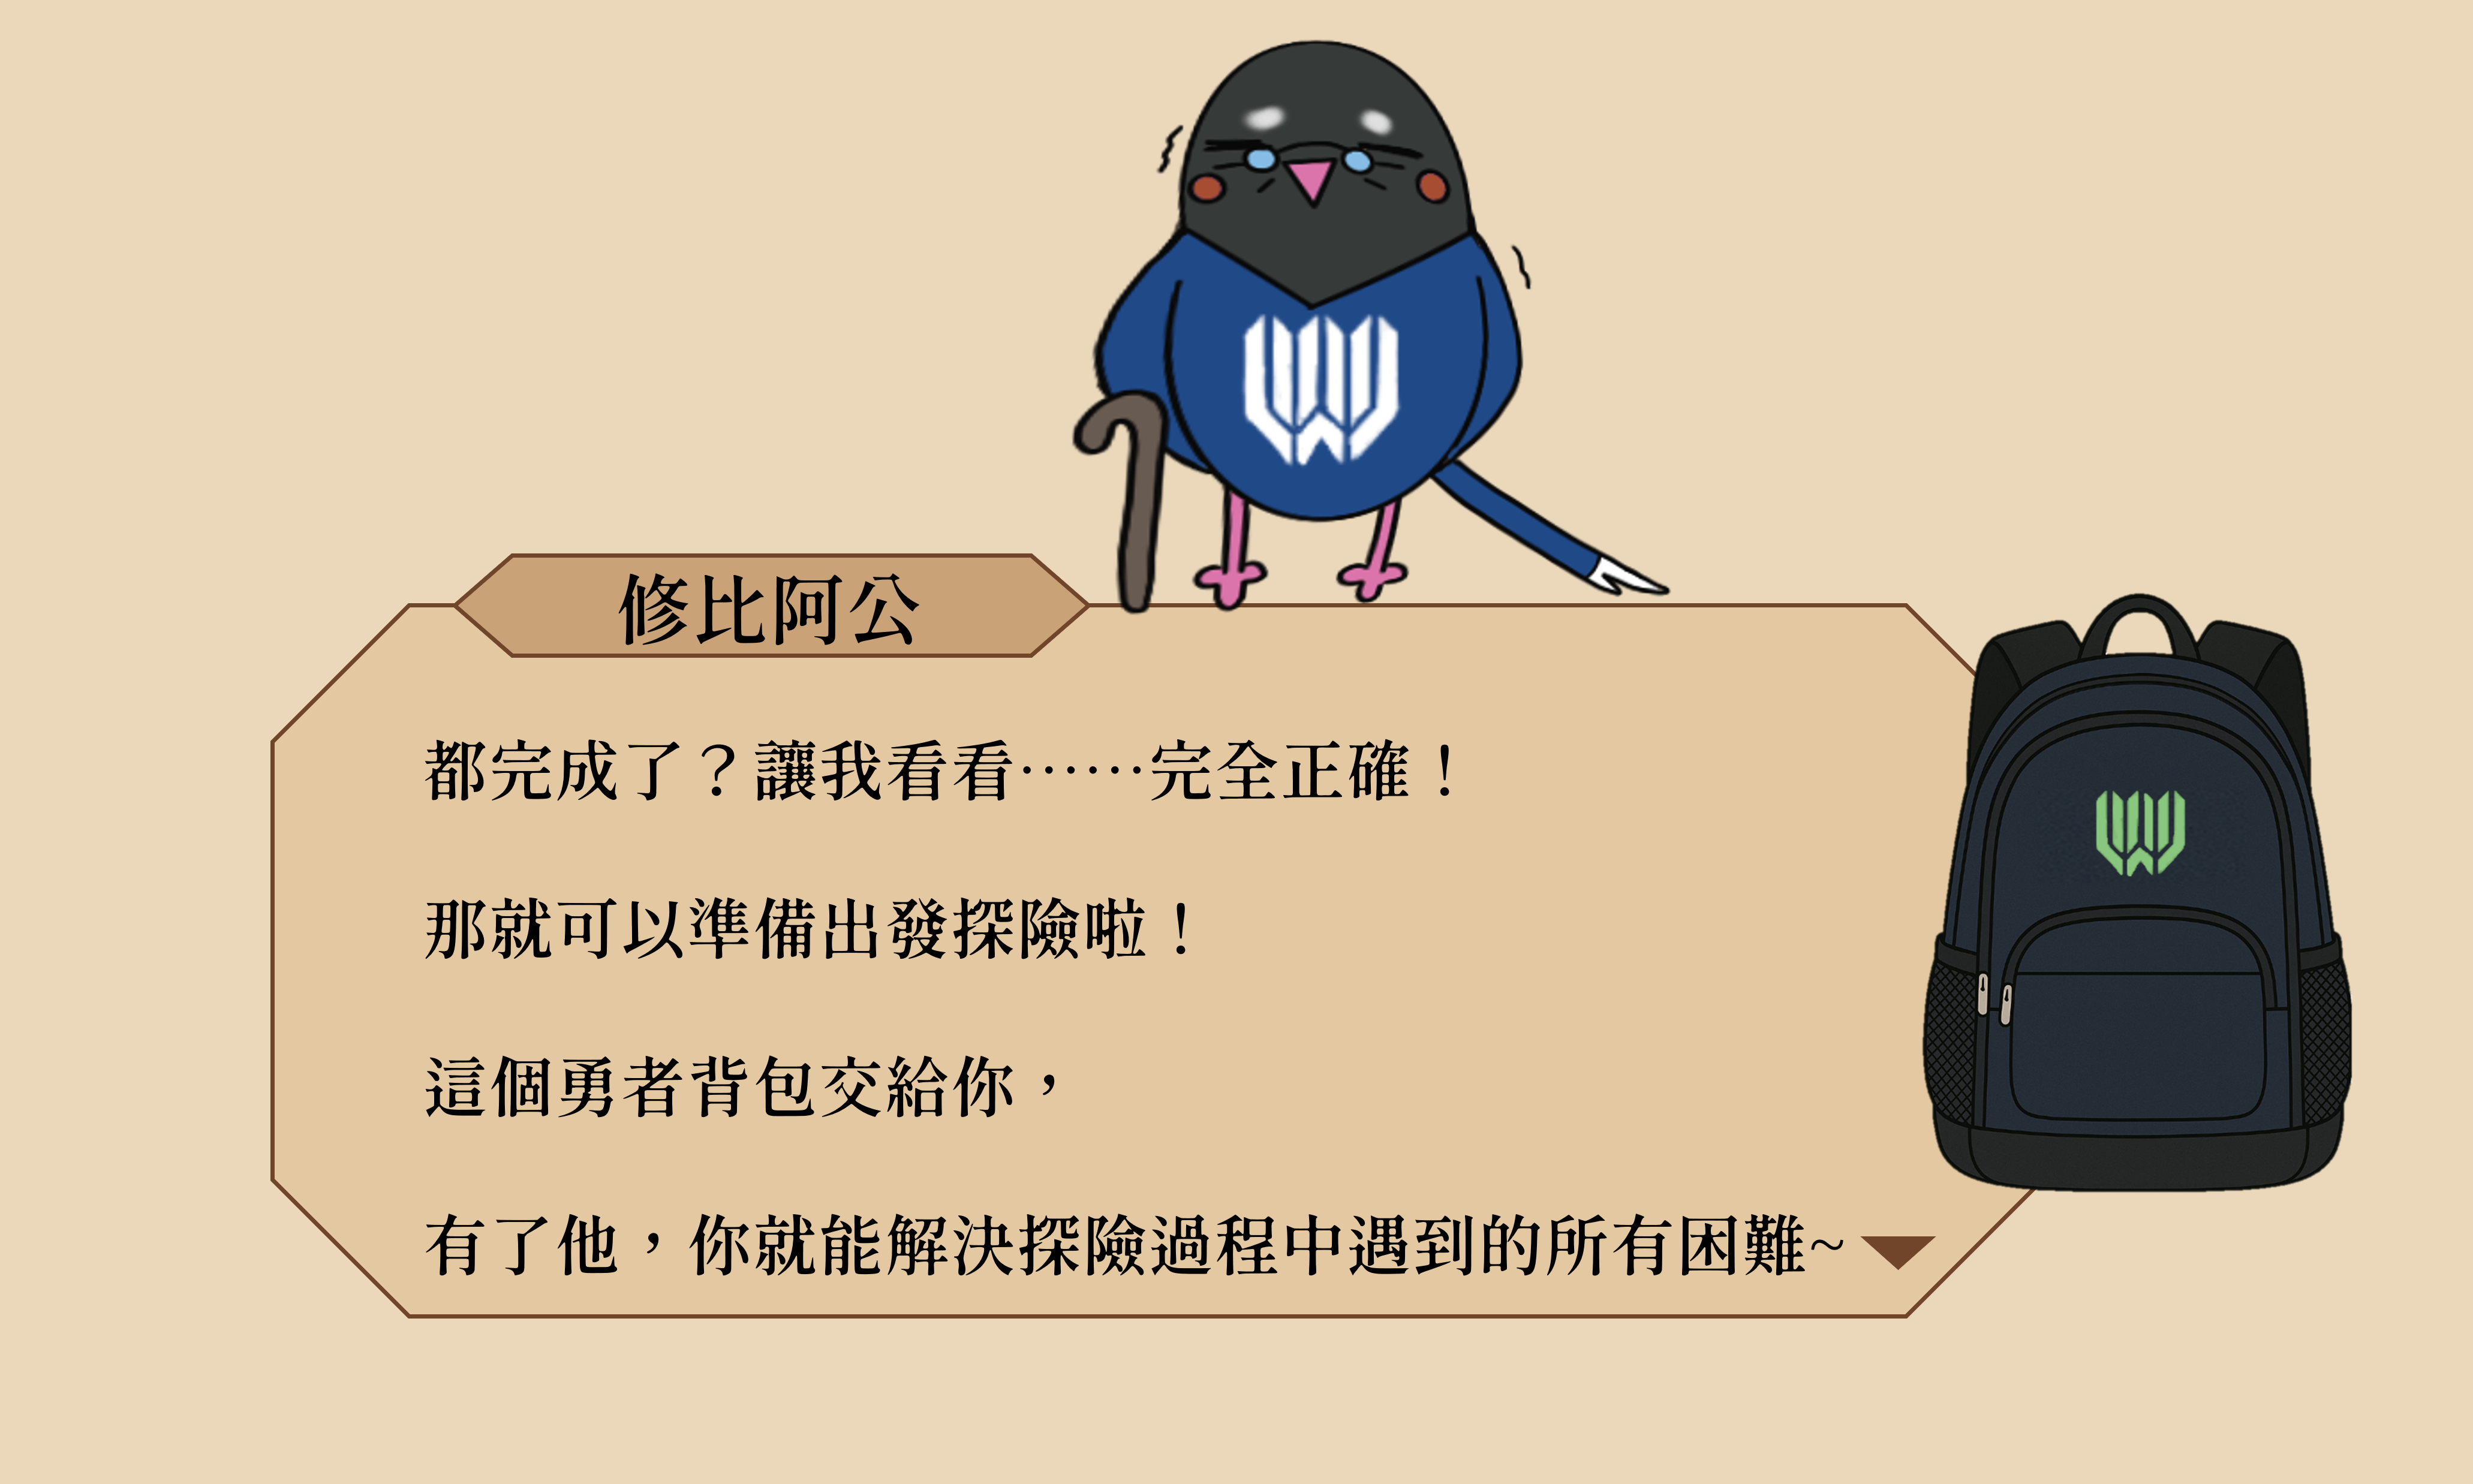 修比阿公
都完成了？讓我看看⋯⋯完全正確！
那就可以準備出發探險啦！
這個勇者背包交給你，
有了他，你就能解決探險過程中遇到的所有困難~